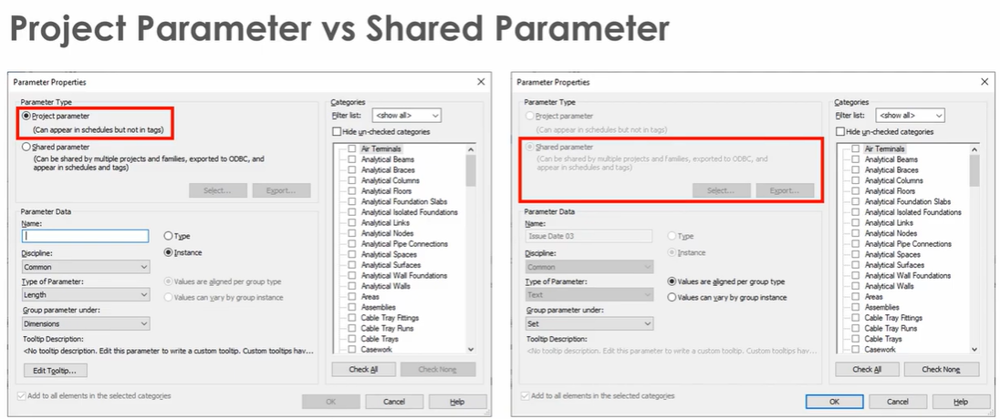 Project Parameter vs Shared Parameter
Parameter Properties
Parameter Type
Project parameter
(Can appear in schedules but not in tags)
Shared parameter
(Can be shared by multiple projects and families, exported to ODBC, and
appear in schedules and tags)
Select...
Export...
Parameter Data
Name:
Type
Instance
Discipline:
Common
Type of Parameter:
Length
Values are aligned per group type
Values can vary by group instance
Group parameter under:
Dimensions
Tooltip Description:
<No tooltip description. Edit this parameter to write a custom tooltip. Custom tooltips hav...
Edit Tooltip...
Add to all elements in the selected categories
Categories
Filter list:
<show all>
Hide un-checked categories
Air Terminals
Analytical Beams
Analytical Braces
Analytical Columns
Analytical Floors
Analytical Foundation Slabs
Analytical Isolated Foundations
Analytical Links
Analytical Nodes
Analytical Pipe Connections
Analytical Spaces
Analytical Surfaces
Analytical Wall Foundations
Analytical Walls
Areas
Assemblies
Cable Tray Fittings
Cable Tray Runs
Cable Trays
Casework
Check All
Check None
OK
Cancel
Help
Parameter Properties
Parameter Type
Project parameter
(Can appear in schedules but not in tags)
Shared parameter
(Can be shared by multiple projects and families, exported to ODBC, and
appear in schedules and tags)
Select...
Export...
Parameter Data
Name:
Issue Date 03
Type
Instance
Discipline:
Common
Type of Parameter:
Text
Values are aligned per group type
Values can vary by group instance
Group parameter under:
Set
Tooltip Description:
<No tooltip description. Edit this parameter to write a custom tooltip. Custom tooltips hav...
Add to all elements in the selected categories
Categories
Filter list:
<show all>
Hide un-checked categories
Air Terminals
Analytical Beams
Analytical Braces
Analytical Columns
Analytical Floors
Analytical Foundation Slabs
Analytical Isolated Foundations
Analytical Links
Analytical Nodes
Analytical Pipe Connections
Analytical Spaces
Analytical Surfaces
Analytical Wall Foundations
Analytical Walls
Areas
Assemblies
Cable Tray Fittings
Cable Tray Runs
Cable Trays
Casework
Check All
Check None
OK
Cancel
Help